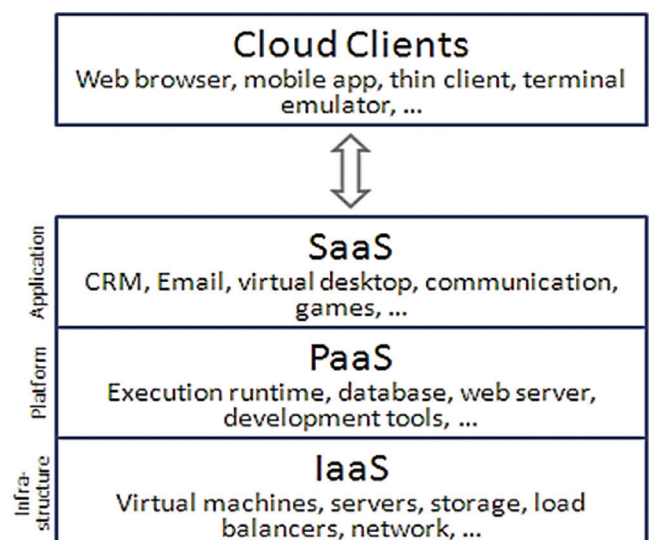 Cloud Clients
Web browser, mobile app, thin client, terminal
emulator, ...
Application
SaaS
CRM, Email, virtual desktop, communication,
games, ...
Platform
PaaS
Execution runtime, database, web server,
development tools, ...
Infra-
structure
IaaS
Virtual machines, servers, storage, load
balancers, network, ...